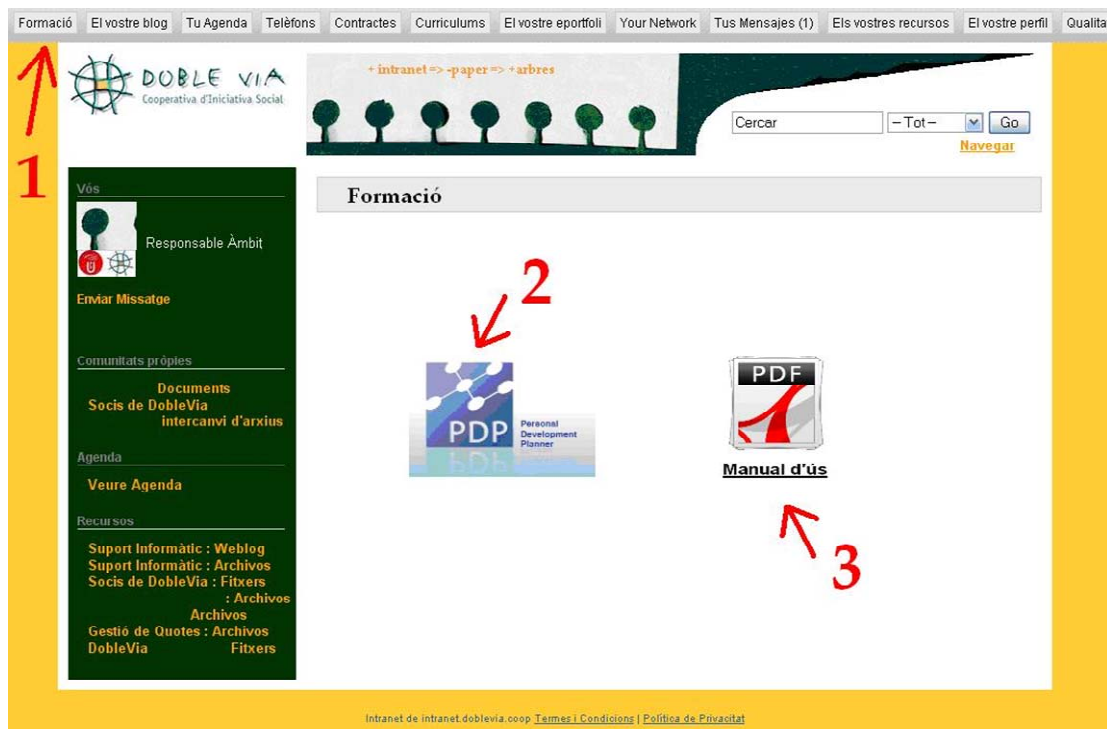 Formació El vostre blog Tu Agenda Telèfons Contractes Curriculums El vostre eportfoli Your Network Tus Mensajes (1) Els vostres recursos El vostre perfil Qualita
1
DOBLE VIA
Cooperativa d'Iniciativa Social
+ intranet => -paper => +arbres
Cercar -- Tot -- Go
Navegar
Vós
Responsable Àmbit
Enviar Missatge
Comunitats pròpies
Documents
Socis de DobleVia
intercanvi d'arxius
Agenda
Veure Agenda
Recursos
Suport Informàtic : Weblog
Suport Informàtic : Archivos
Socis de DobleVia : Fitxers
: Archivos
Archivos
Gestió de Quotes : Archivos
DobleVia Fitxers
Formació
2
PDP
Personal
Development
Planner
PDF
Manual d'ús
3
Intranet de intranet.doblevia.coop Termes i Condicions | Política de Privacitat